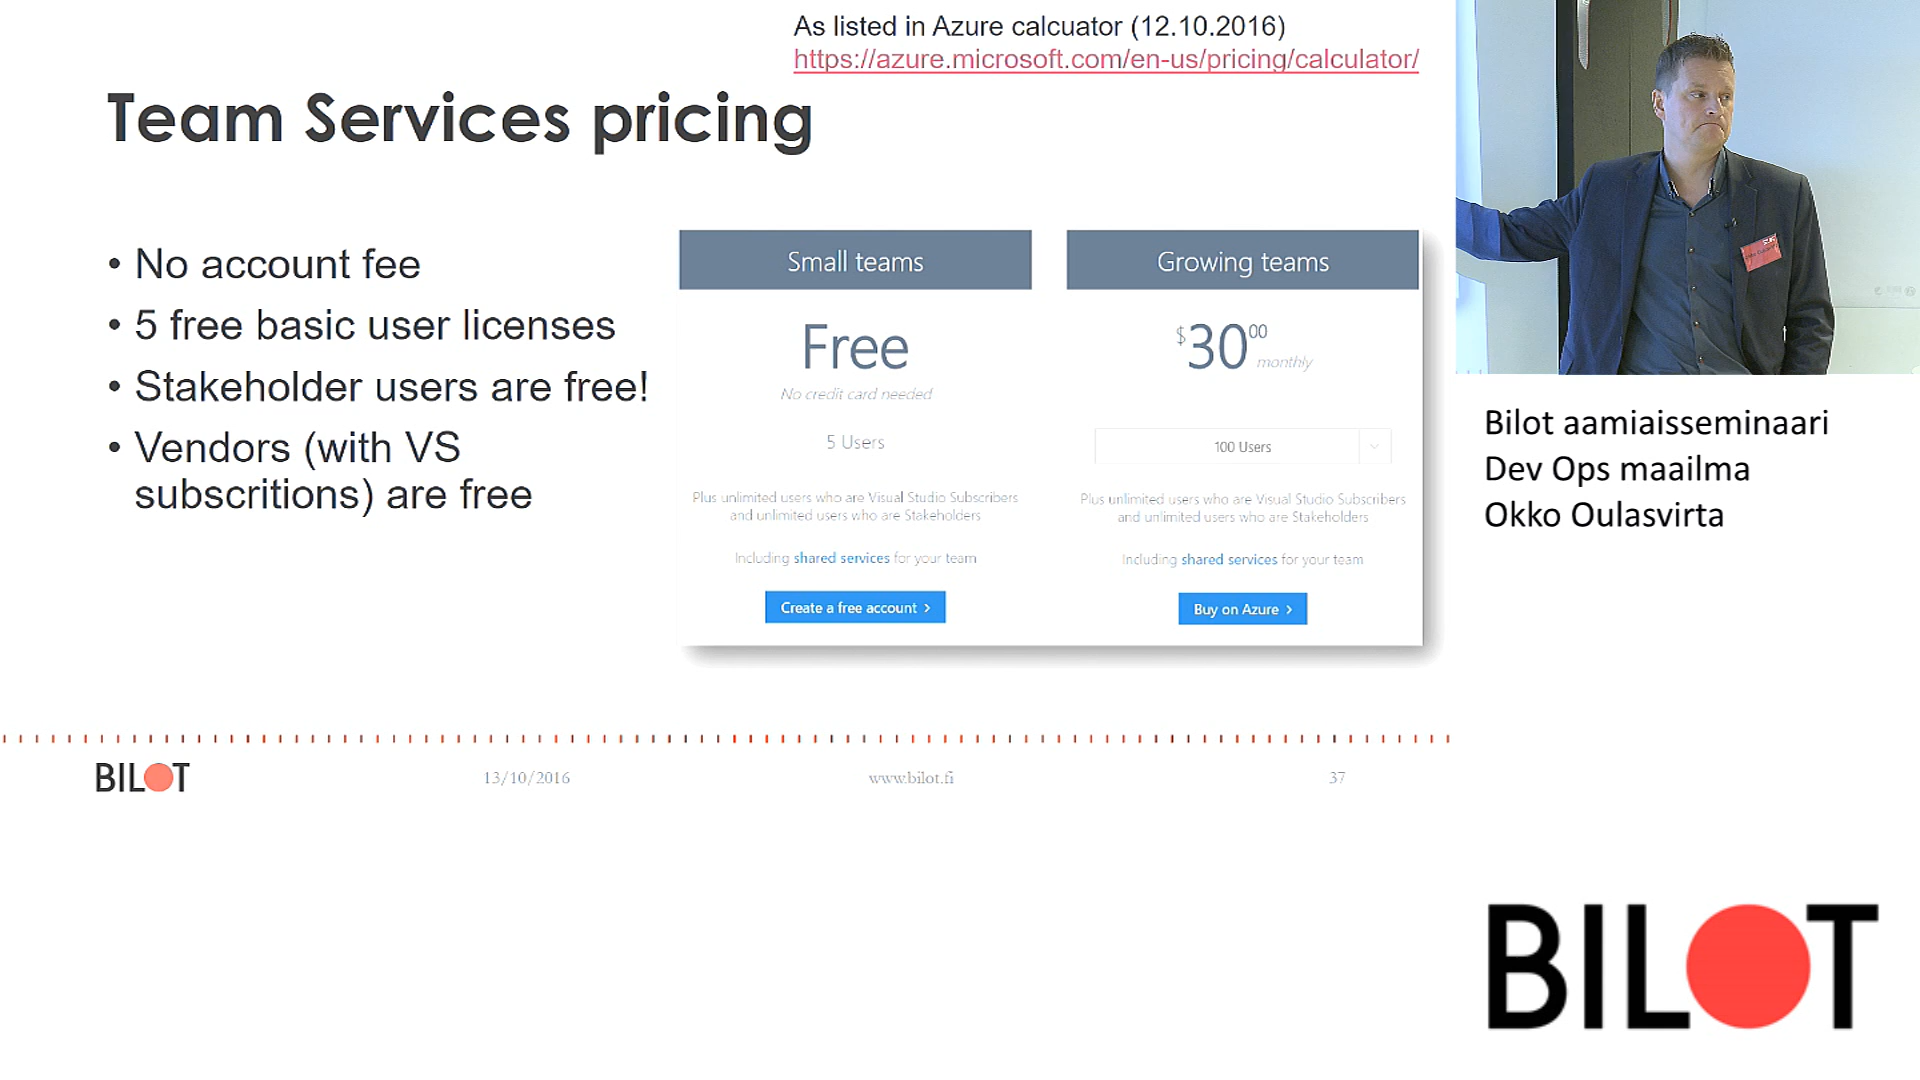 As listed in Azure calcuator (12.10.2016)
https://azure.microsoft.com/en-us/pricing/calculator/
Team Services pricing
• No account fee
• 5 free basic user licenses
• Stakeholder users are free!
• Vendors (with VS
subscritions) are free
Small teams
Free
No credit card needed
5 Users
Plus unlimited users who are Visual Studio Subscribers
and unlimited users who are Stakeholders
Including shared services for your team
Create a free account >
Growing teams
$3000 monthly
100 Users
Plus unlimited users who are Visual Studio Subscribers
and unlimited users who are Stakeholders
Including shared services for your team
Buy on Azure >
BILOT
13/10/2016
www.bilot.fi
37
Bilot aamiaisseminaari
Dev Ops maailma
Okko Oulasvirta
BILOT